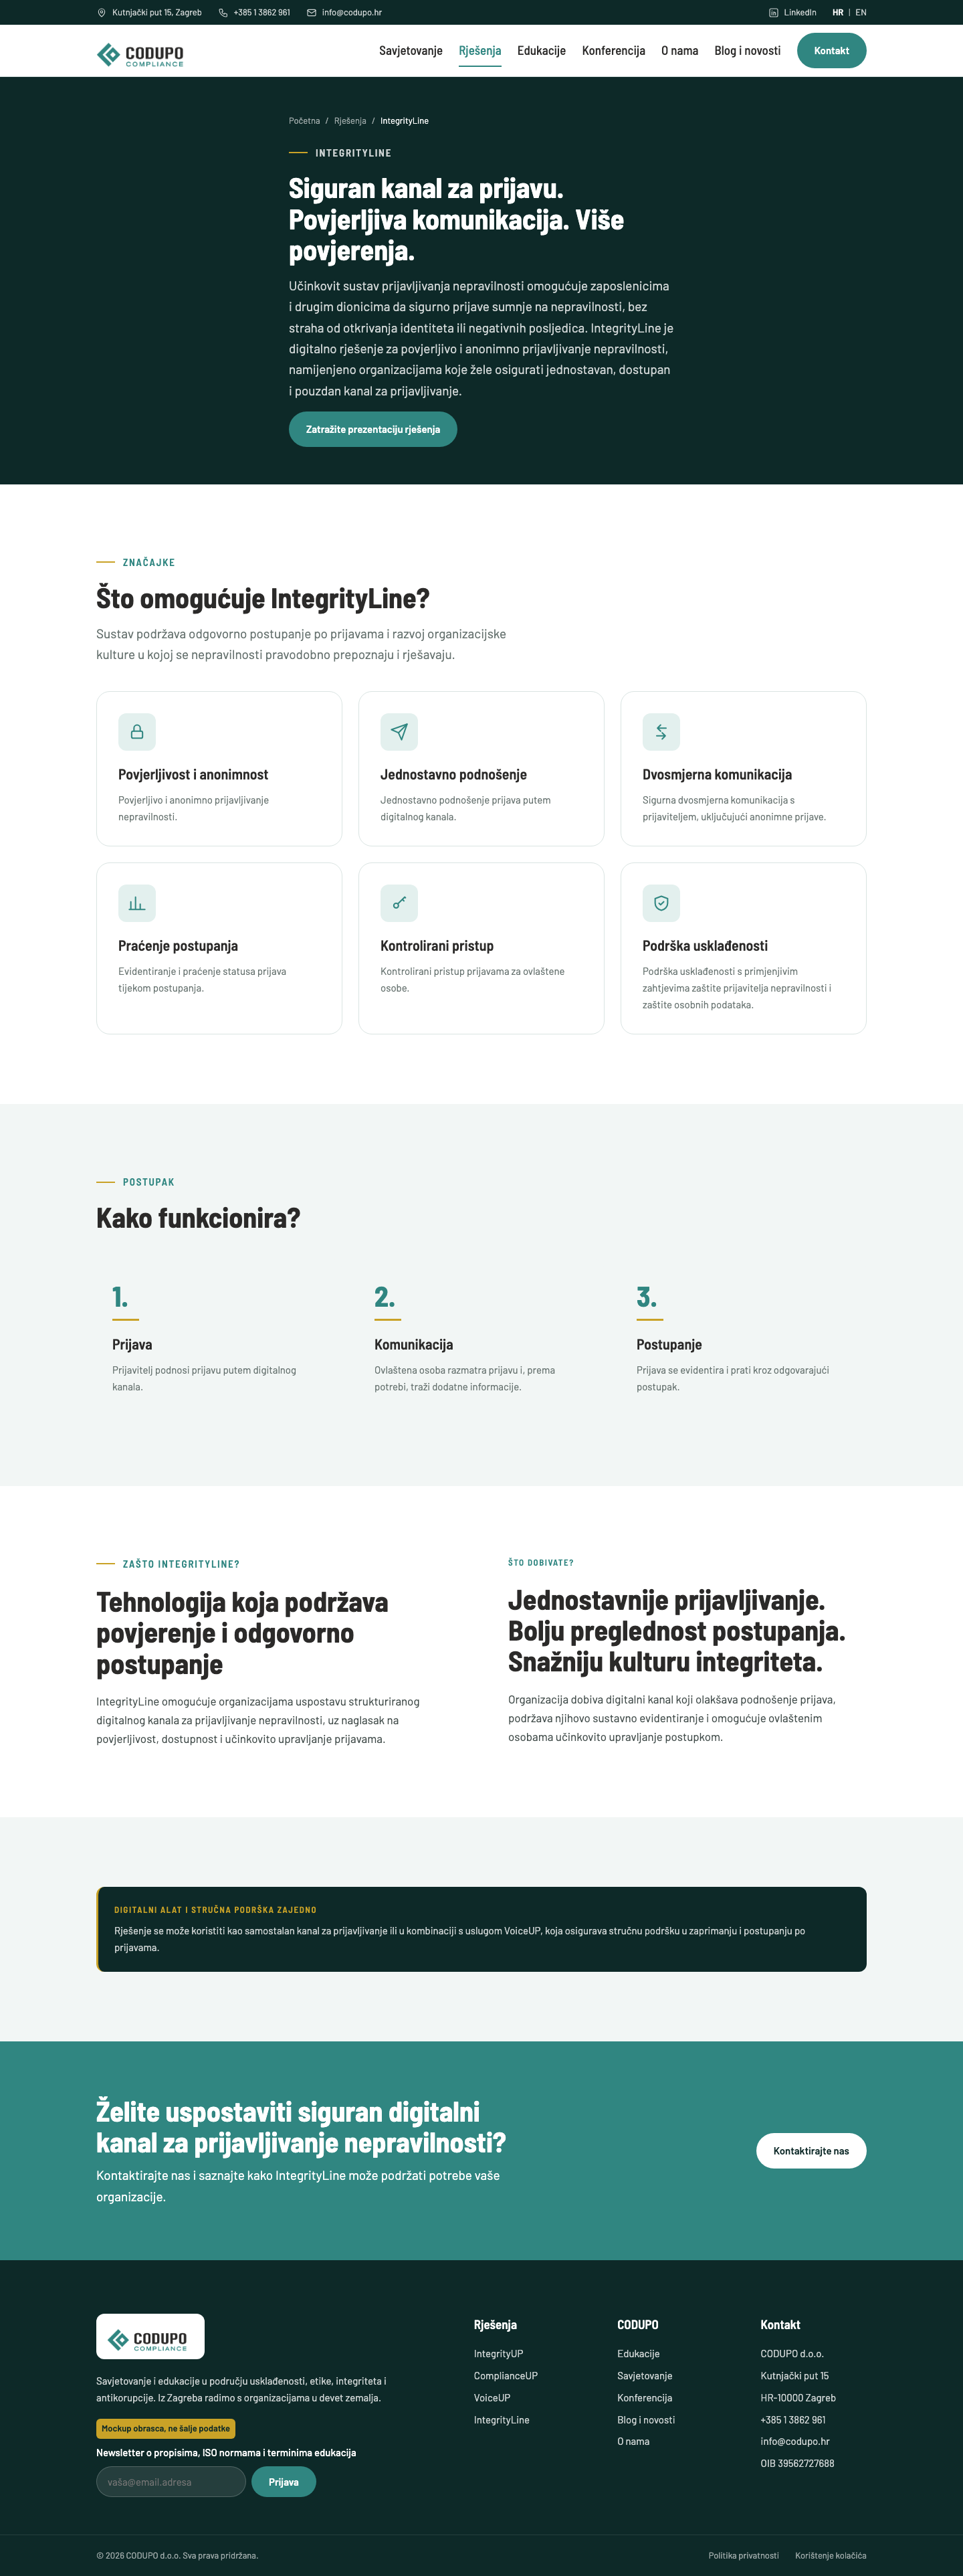 Kutnjački put 15, Zagreb
+385 1 3862 961
info@codupo.hr
LinkedIn
HR | EN
CODUPO
COMPLIANCE
Savjetovanje
Rješenja
Edukacije
Konferencija
O nama
Blog i novosti
Kontakt
Početna / Rješenja / IntegrityLine
INTEGRITYLINE
Siguran kanal za prijavu.
Povjerljiva komunikacija. Više
povjerenja.
Učinkovit sustav prijavljivanja nepravilnosti omogućuje zaposlenicima
i drugim dionicima da sigurno prijave sumnje na nepravilnosti, bez
straha od otkrivanja identiteta ili negativnih posljedica. IntegrityLine je
digitalno rješenje za povjerljivo i anonimno prijavljivanje nepravilnosti,
namijenjeno organizacijama koje žele osigurati jednostavan, dostupan
i pouzdan kanal za prijavljivanje.
Zatražite prezentaciju rješenja
ZNAČAJKE
Što omogućuje IntegrityLine?
Sustav podržava odgovorno postupanje po prijavama i razvoj organizacijske
kulture u kojoj se nepravilnosti pravodobno prepoznaju i rješavaju.
Povjerljivost i anonimnost
Povjerljivo i anonimno prijavljivanje
nepravilnosti.
Jednostavno podnošenje
Jednostavno podnošenje prijava putem
digitalnog kanala.
Dvosmjerna komunikacija
Sigurna dvosmjerna komunikacija s
prijaviteljem, uključujući anonimne prijave.
Praćenje postupanja
Evidentiranje i praćenje statusa prijava
tijekom postupanja.
Kontrolirani pristup
Kontrolirani pristup prijavama za ovlaštene
osobe.
Podrška usklađenosti
Podrška usklađenosti s primjenjivim
zahtjevima zaštite prijavitelja nepravilnosti i
zaštite osobnih podataka.
POSTUPAK
Kako funkcionira?
1.
Prijava
Prijavitelj podnosi prijavu putem digitalnog
kanala.
2.
Komunikacija
Ovlaštena osoba razmatra prijavu i, prema
potrebi, traži dodatne informacije.
3.
Postupanje
Prijava se evidentira i prati kroz odgovarajući
postupak.
ZAŠTO INTEGRITYLINE?
Tehnologija koja podržava
povjerenje i odgovorno
postupanje
IntegrityLine omogućuje organizacijama uspostavu strukturiranog
digitalnog kanala za prijavljivanje nepravilnosti, uz naglasak na
povjerljivost, dostupnost i učinkovito upravljanje prijavama.
ŠTO DOBIVATE?
Jednostavnije prijavljivanje.
Bolju preglednost postupanja.
Snažniju kulturu integriteta.
Organizacija dobiva digitalni kanal koji olakšava podnošenje prijava,
podržava njihovo sustavno evidentiranje i omogućuje ovlaštenim
osobama učinkovito upravljanje postupkom.
DIGITALNI ALAT I STRUČNA PODRŠKA ZAJEDNO
Rješenje se može koristiti kao samostalan kanal za prijavljivanje ili u kombinaciji s uslugom VoiceUP, koja osigurava stručnu podršku u zaprimanju i postupanju po
prijavama.
Želite uspostaviti siguran digitalni
kanal za prijavljivanje nepravilnosti?
Kontaktirajte nas i saznajte kako IntegrityLine može podržati potrebe vaše
organizacije.
Kontaktirajte nas
CODUPO
COMPLIANCE
Savjetovanje i edukacije u području usklađenosti, etike, integriteta i
antikorupcije. Iz Zagreba radimo s organizacijama u devet zemalja.
Mockup obrasca, ne šalje podatke
Newsletter o propisima, ISO normama i terminima edukacija
vaša@email.adresa
Prijava
Rješenja
IntegrityUP
ComplianceUP
VoiceUP
IntegrityLine
CODUPO
Edukacije
Savjetovanje
Konferencija
Blog i novosti
O nama
Kontakt
CODUPO d.o.o.
Kutnjački put 15
HR-10000 Zagreb
+385 1 3862 961
info@codupo.hr
OIB 39562727688
© 2026 CODUPO d.o.o. Sva prava pridržana.
Politika privatnosti
Korištenje kolačića